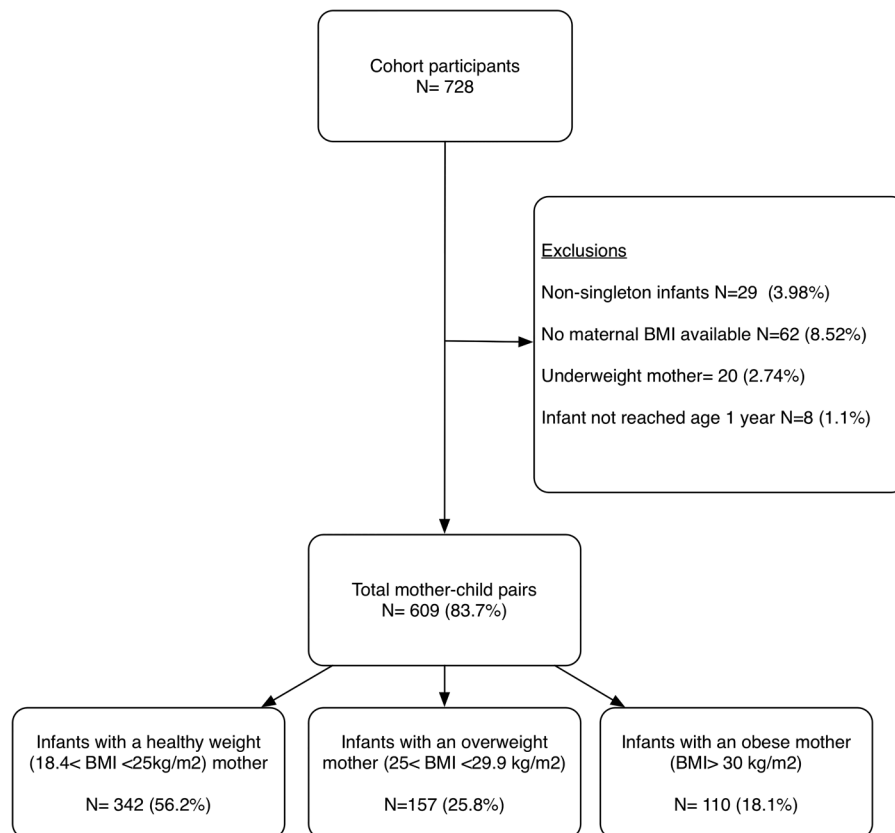 Cohort participants
N= 728
Exclusions
Non-singleton infants N=29  (3.98%)
No maternal BMI available N=62 (8.52%)
Underweight mother= 20 (2.74%)
Infant not reached age 1 year N=8 (1.1%)
Total mother-child pairs
N= 609 (83.7%)
Infants with a healthy weight
(18.4< BMI <25kg/m2) mother
N= 342 (56.2%)
Infants with an overweight
mother (25< BMI <29.9 kg/m2)
N=157 (25.8%)
Infants with an obese mother
(BMI> 30 kg/m2)
N= 110 (18.1%)